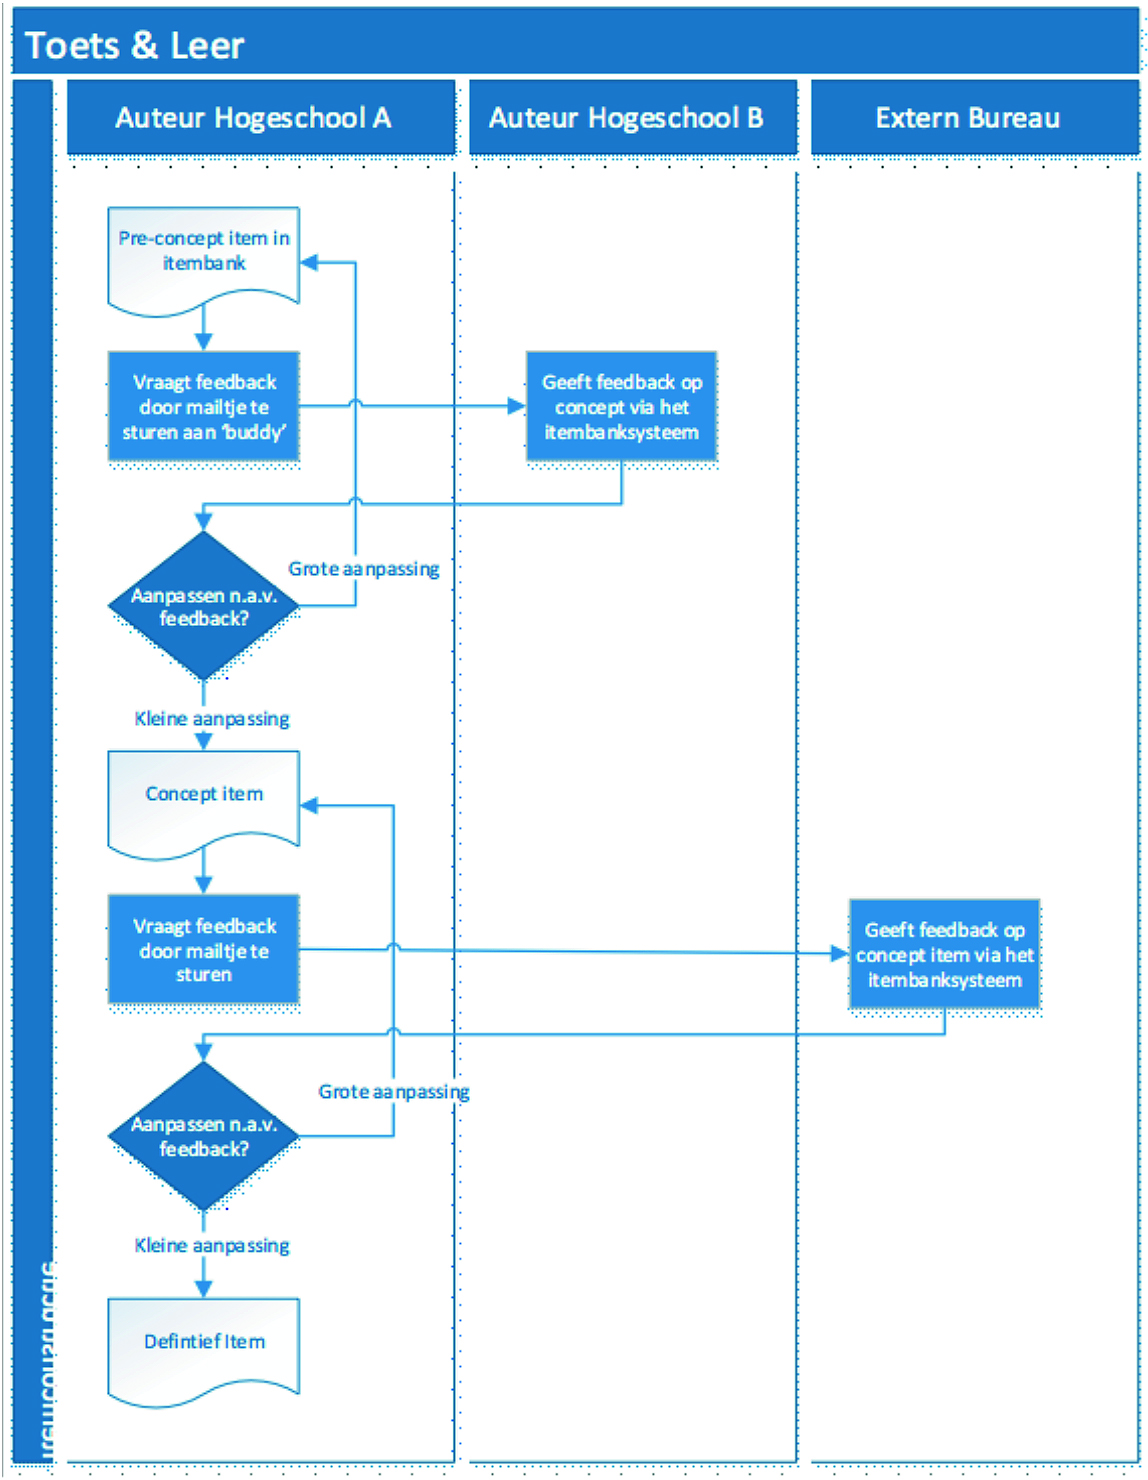 Toets & Leer
Auteur Hogeschool A
Auteur Hogeschool B
Extern Bureau
Pre-concept item in
itembank
Vraagt feedback
door mailtje te
sturen aan ‘buddy’
Geeft feedback op
concept via het
itembanksysteem
Grote aanpassing
Aanpassen n.a.v.
feedback?
Kleine aanpassing
Concept item
Vraagt feedback
door mailtje te
sturen
Geeft feedback op
concept item via het
itembanksysteem
Grote aanpassing
Aanpassen n.a.v.
feedback?
Kleine aanpassing
Defintief Item